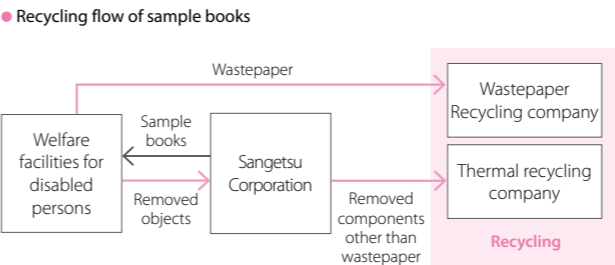 ● Recycling flow of sample books
Wastepaper
Wastepaper
Recycling company
Sample
books
Welfare
facilities for
disabled
persons
Sangetsu
Corporation
Thermal recycling
company
Removed
objects
Removed
components
other than
wastepaper
Recycling